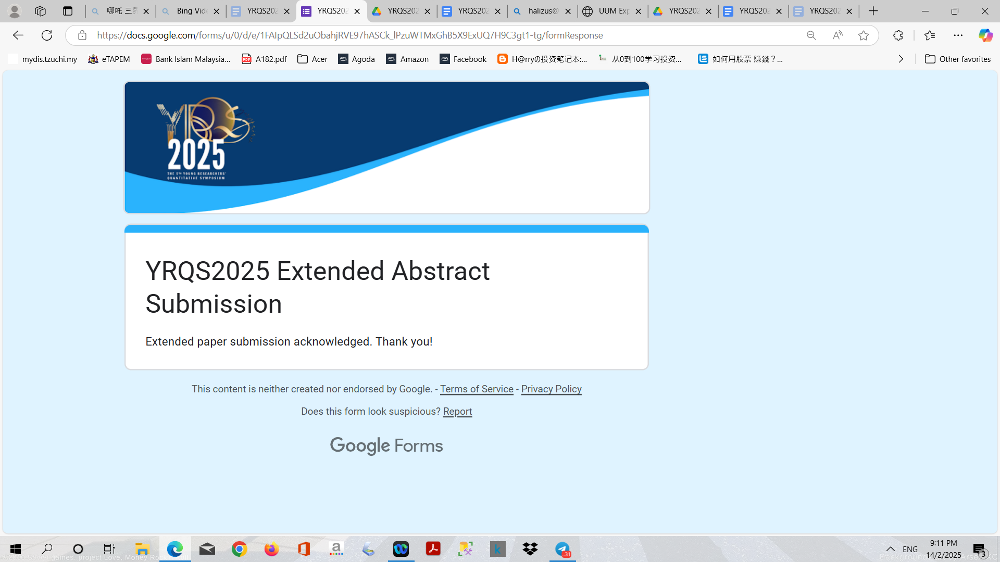 哪吒 三界
Bing Vide
YRQS202
YRQS202
YRQS202
YRQS202
halizus@
UUM Exp
YRQS202
YRQS202
YRQS202
https://docs.google.com/forms/u/0/d/e/1FAIpQLSd2uObahjRVE97hASCk_lPzuWTMxGhB5X9ExUQ7H9C3gt1-tg/formResponse
mydis.tzuchi.my
eTAPEM
Bank Islam Malaysia...
A182.pdf
Acer
Agoda
Amazon
Facebook
H@rryの投资笔记本:...
从0到100学习投资...
如何用股票 賺錢？...
Other favorites
YRQS
2025
THE 5TH YOUNG RESEARCHERS'
QUANTITATIVE SYMPOSIUM
YRQS2025 Extended Abstract
Submission
Extended paper submission acknowledged. Thank you!
This content is neither created nor endorsed by Google. - Terms of Service - Privacy Policy
Does this form look suspicious? Report
Google Forms
ENG
9:11 PM
14/2/2025
3
..31